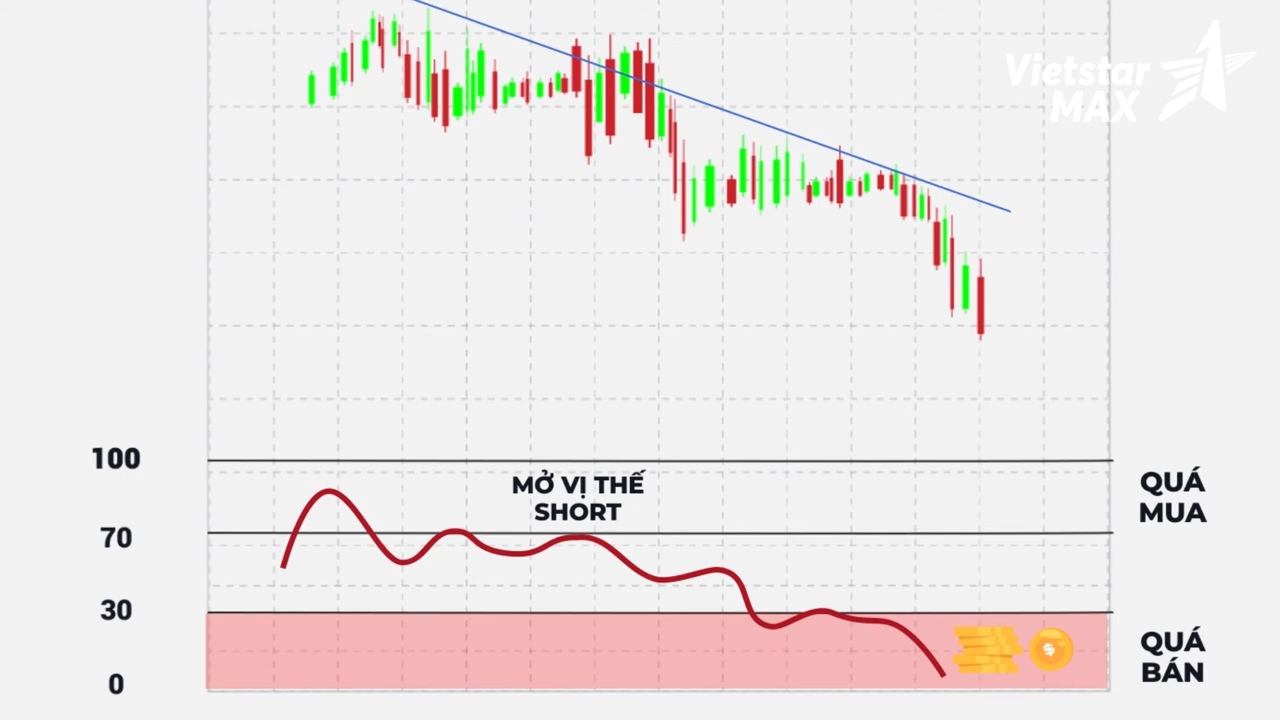 Vietstar
MAX
100
MỞ VỊ THẾ
SHORT
QUÁ
MUA
70
30
QUÁ
BÁN
$
0